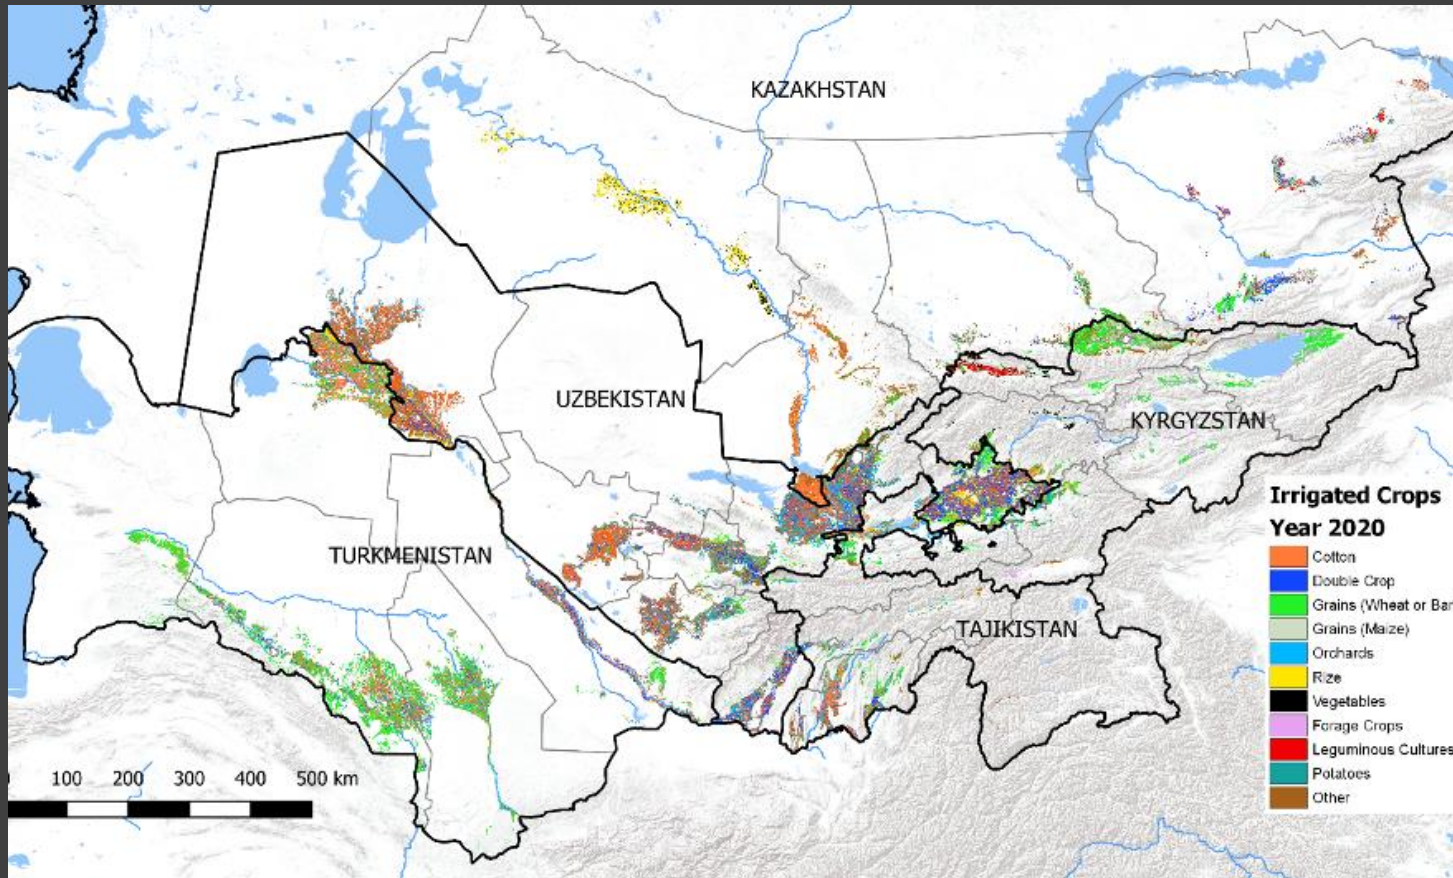 KAZAKHSTAN
UZBEKISTAN
KYRGYZSTAN
TURKMENISTAN
TAJIKISTAN
100 200 300 400 500 km
Irrigated Crops
Year 2020
Cotton
Double Crop
Grains (Wheat or Bar
Grains (Maize)
Orchards
Rize
Vegetables
Forage Crops
Leguminous Cultures
Potatoes
Other